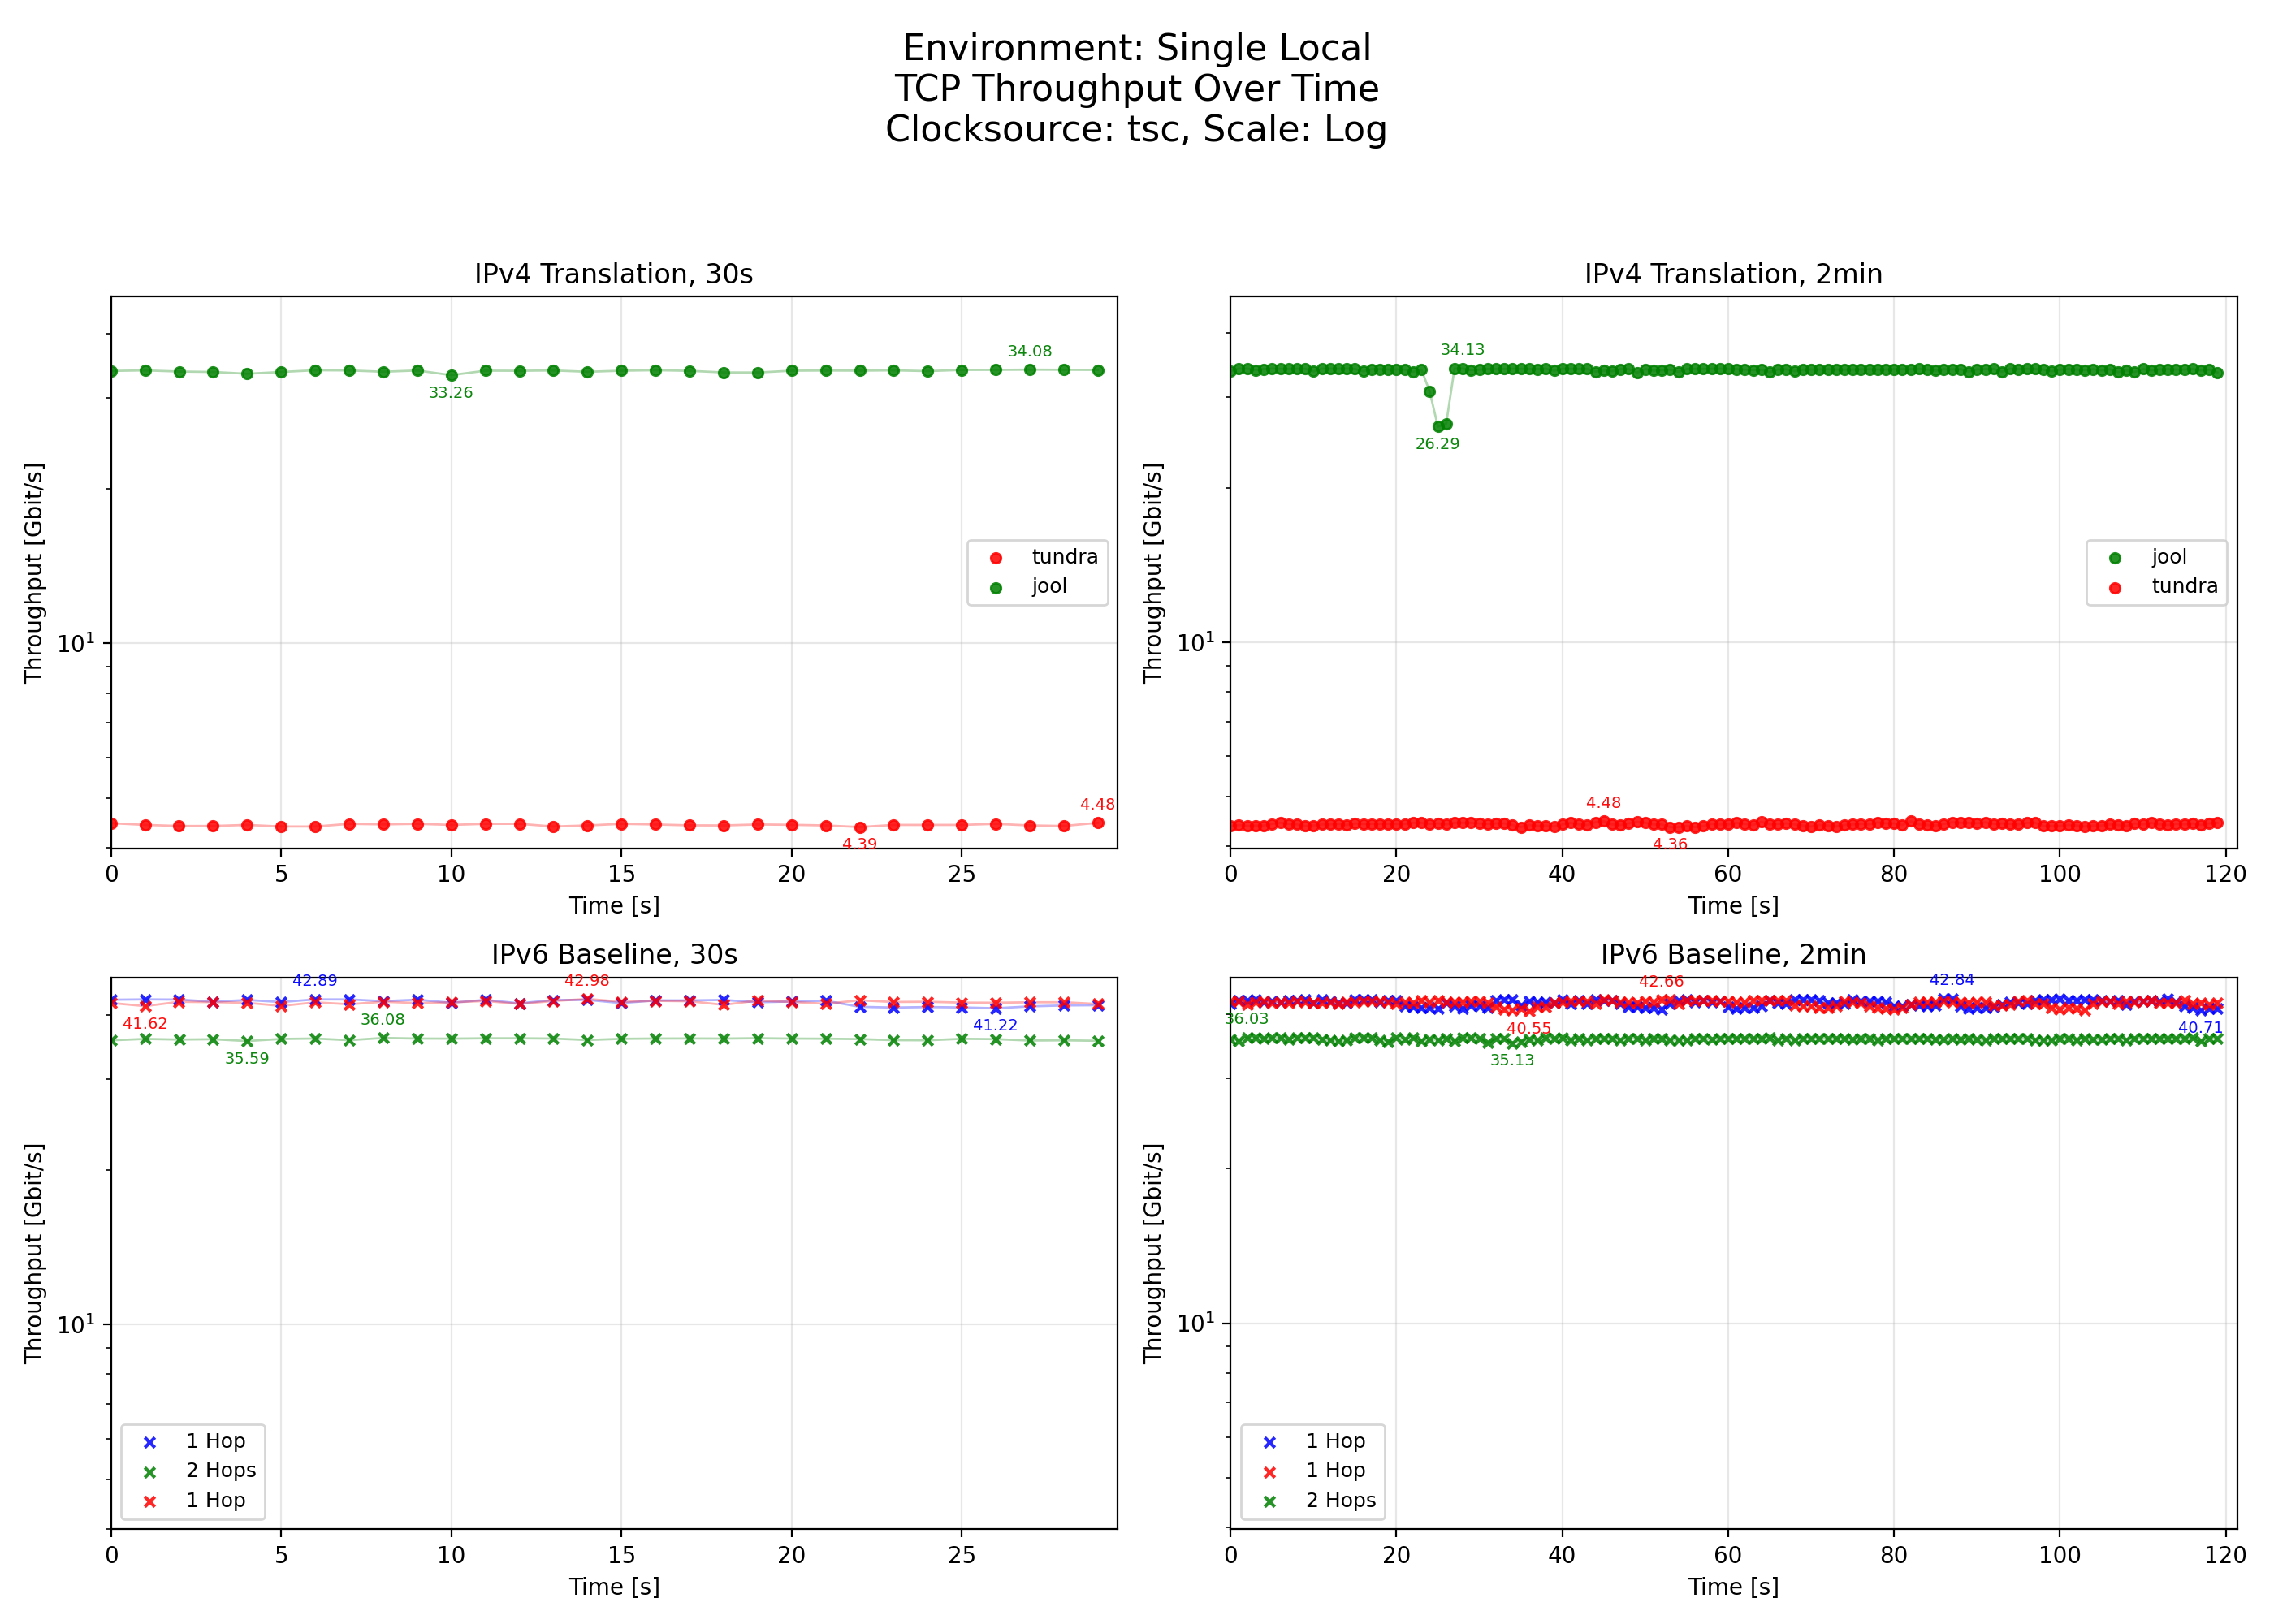 Environment: Single Local
TCP Throughput Over Time
Clocksource: tsc, Scale: Log
IPv4 Translation, 30s
Throughput [Gbit/s]
10¹
34.08
33.26
tundra
jool
4.48
4.39
0 5 10 15 20 25
Time [s]
IPv4 Translation, 2min
Throughput [Gbit/s]
10¹
34.13
26.29
jool
tundra
4.48
4.36
0 20 40 60 80 100 120
Time [s]
IPv6 Baseline, 30s
Throughput [Gbit/s]
10¹
42.89
42.98
41.62
36.08
41.22
35.59
1 Hop
2 Hops
1 Hop
0 5 10 15 20 25
Time [s]
IPv6 Baseline, 2min
Throughput [Gbit/s]
10¹
42.66
42.84
36.03
40.55
40.71
35.13
1 Hop
1 Hop
2 Hops
0 20 40 60 80 100 120
Time [s]